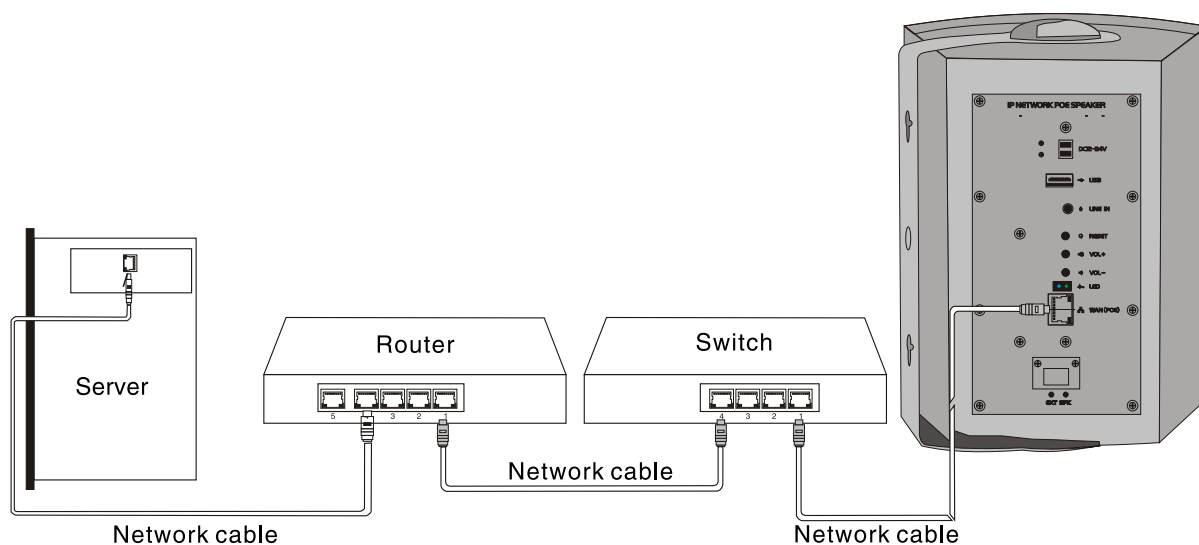 IP NETWORK POE SPEAKER
DC12-24V
USB
LINE IN
RESET
VOL+
VOL-
LED
WAN(POE)
EXT SPK
Server
Router
5 3 2 1
Switch
4 3 2 1
Network cable
Network cable
Network cable